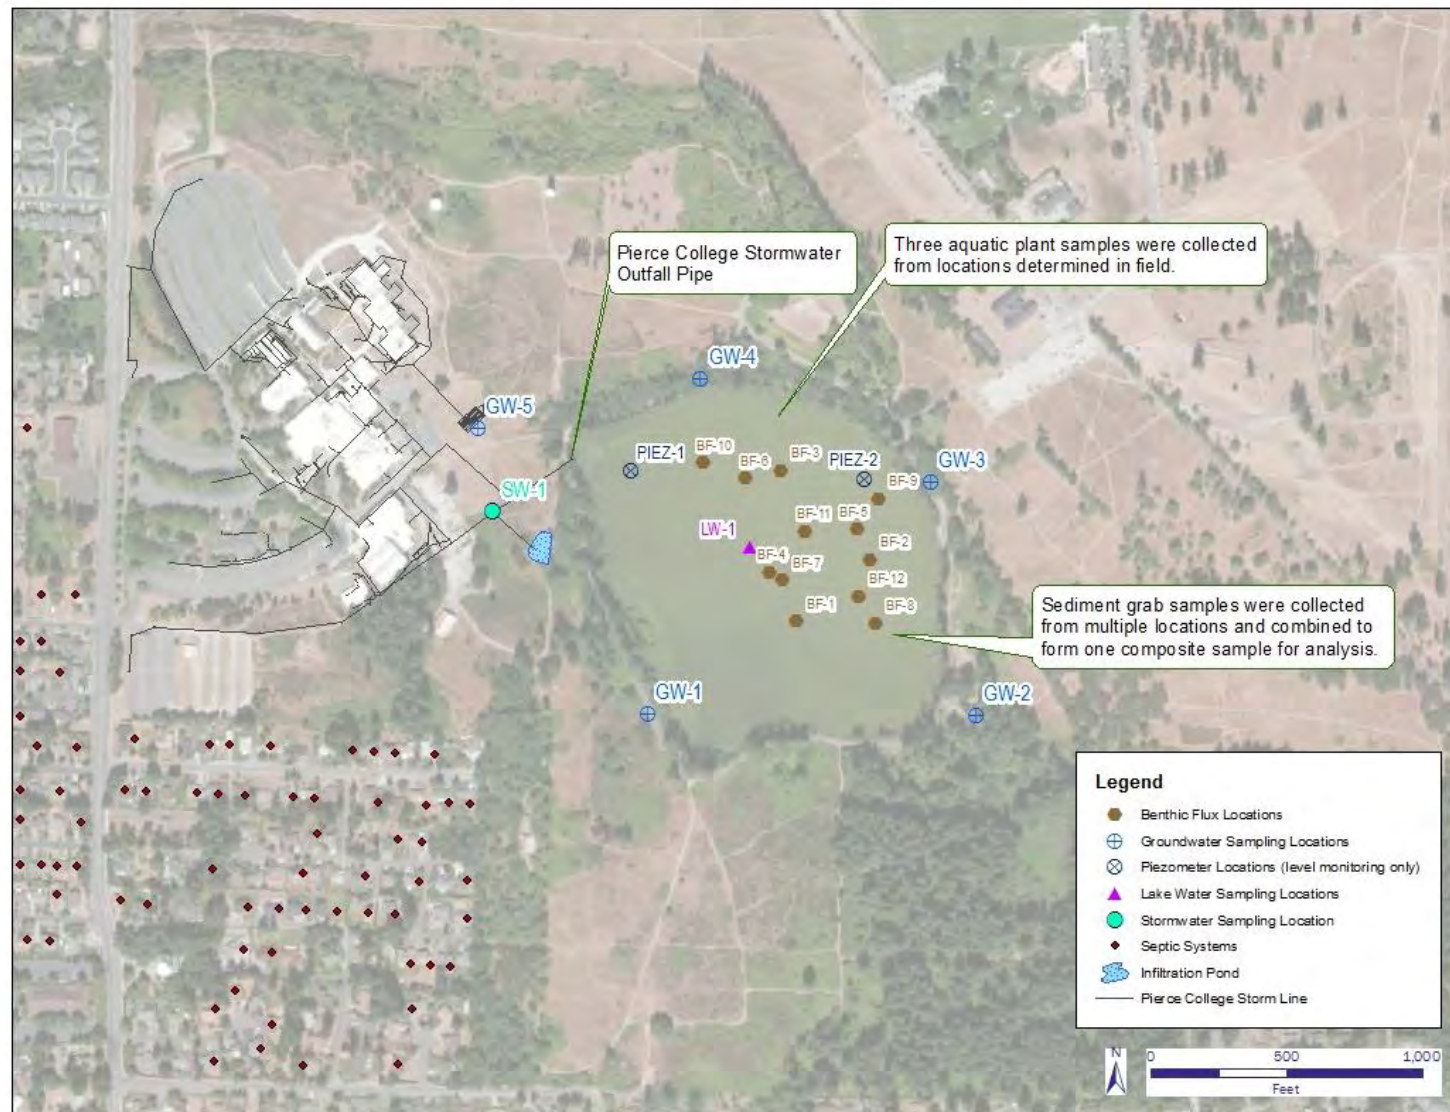 Pierce College Stormwater
Outfall Pipe
Three aquatic plant samples were collected
from locations determined in field.
GW-4
GW-5
PIEZ-1
BF-10
BF-6
BF-3
PIEZ-2
GW-3
BF-9
SW-1
LW-1
BF-11
BF-5
BF-2
BF-4
BF-7
BF-12
BF-1
BF-8
Sediment grab samples were collected
from multiple locations and combined to
form one composite sample for analysis.
GW-1
GW-2
Legend
Benthic Flux Locations
Groundwater Sampling Locations
Piezometer Locations (level monitoring only)
Lake Water Sampling Locations
Stormwater Sampling Location
Septic Systems
Infiltration Pond
Pierce College Storm Line
N
0 500 1,000
Feet